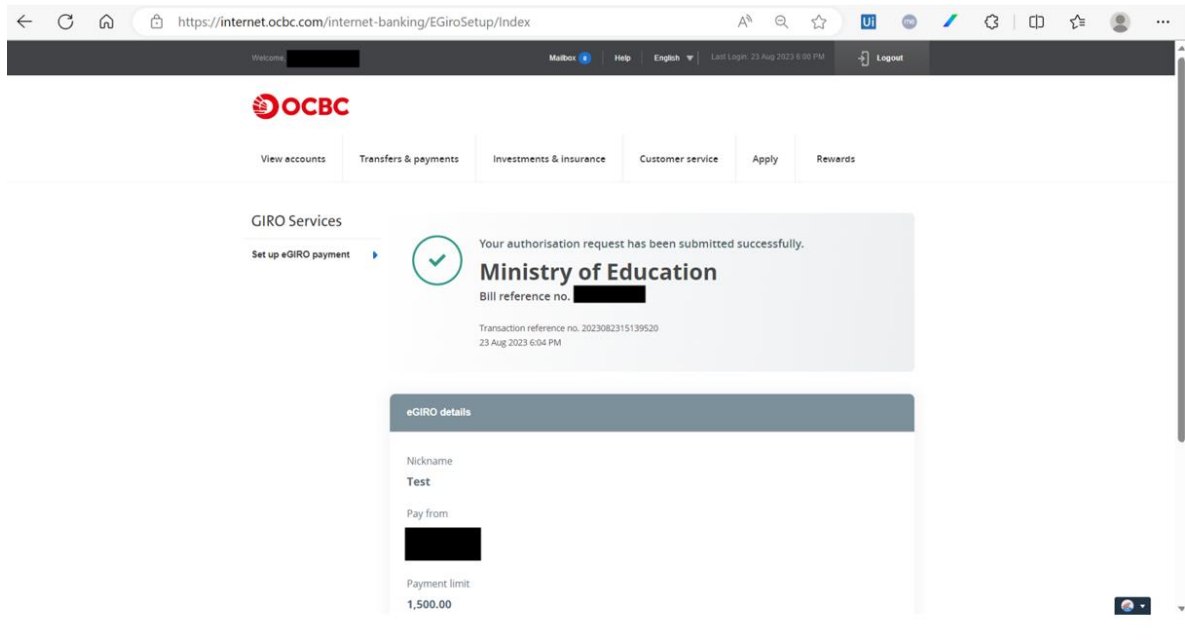 https://internet.ocbc.com/internet-banking/EGiroSetup/Index
Welcome, Mailbox Help English Last Login: 23 Aug 2023 6:00 PM Logout
OCBC
View accounts Transfers & payments Investments & insurance Customer service Apply Rewards
GIRO Services
Set up eGIRO payment
Your authorisation request has been submitted successfully.
Ministry of Education
Bill reference no.
Transaction reference no. 2023082315139520
23 Aug 2023 6:04 PM
eGIRO details
Nickname
Test
Pay from
Payment limit
1,500.00